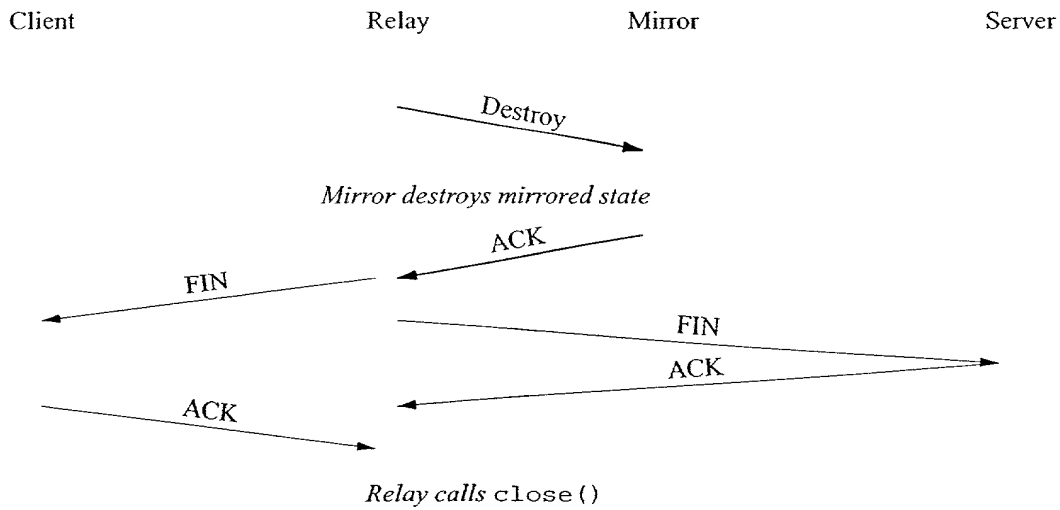 Client Relay Mirror Server
Destroy
Mirror destroys mirrored state
ACK
FIN
FIN
ACK
ACK
Relay calls close()